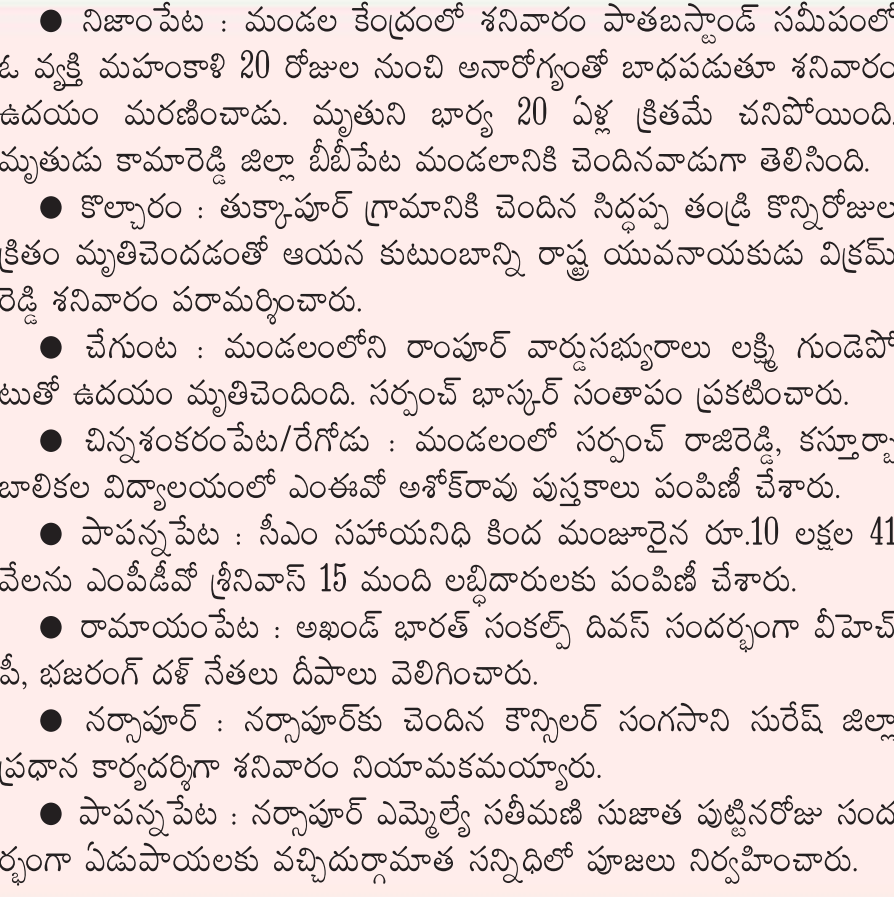 ● నిజాంపేట : మండల కేంద్రంలో శనివారం పాతబస్టాండ్ సమీపంలో
ఓ వ్యక్తి మహంకాళి 20 రోజుల నుంచి అనారోగ్యంతో బాధపడుతూ శనివారం
ఉదయం మరణించాడు. మృతుని భార్య 20 ఏళ్ల క్రితమే చనిపోయింది.
మృతుడు కామారెడ్డి జిల్లా బీబీపేట మండలానికి చెందినవాడుగా తెలిసింది.
● కొల్చారం : తుక్కాపూర్ గ్రామానికి చెందిన సిద్ధప్ప తండ్రి కొన్నిరోజుల
క్రితం మృతిచెందడంతో ఆయన కుటుంబాన్ని రాష్ట్ర యువనాయకుడు విక్రమ్
రెడ్డి శనివారం పరామర్శించారు.
● చేగుంట : మండలంలోని రాంపూర్ వార్డుసభ్యురాలు లక్ష్మి గుండెపో
టుతో ఉదయం మృతిచెందింది. సర్పంచ్ భాస్కర్ సంతాపం ప్రకటించారు.
● చిన్నశంకరంపేట/రేగోడు : మండలంలో సర్పంచ్ రాజిరెడ్డి, కస్తూర్బా
బాలికల విద్యాలయంలో ఎంఈవో అశోక్‌రావు పుస్తకాలు పంపిణీ చేశారు.
● పాపన్నపేట : సీఎం సహాయనిధి కింద మంజూరైన రూ.10 లక్షల 41
వేలను ఎంపీడీవో శ్రీనివాస్ 15 మంది లబ్ధిదారులకు పంపిణీ చేశారు.
● రామాయంపేట : అఖండ్ భారత్ సంకల్ప్ దివస్ సందర్భంగా వీహెచ్
పీ, భజరంగ్ దళ్ నేతలు దీపాలు వెలిగించారు.
● నర్సాపూర్ : నర్సాపూర్‌కు చెందిన కౌన్సిలర్ సంగసాని సురేష్ జిల్లా
ప్రధాన కార్యదర్శిగా శనివారం నియామకమయ్యారు.
● పాపన్నపేట : నర్సాపూర్ ఎమ్మెల్యే సతీమణి సుజాత పుట్టినరోజు సంద
ర్భంగా ఏడుపాయలకు వచ్చిదుర్గామాత సన్నిధిలో పూజలు నిర్వహించారు.